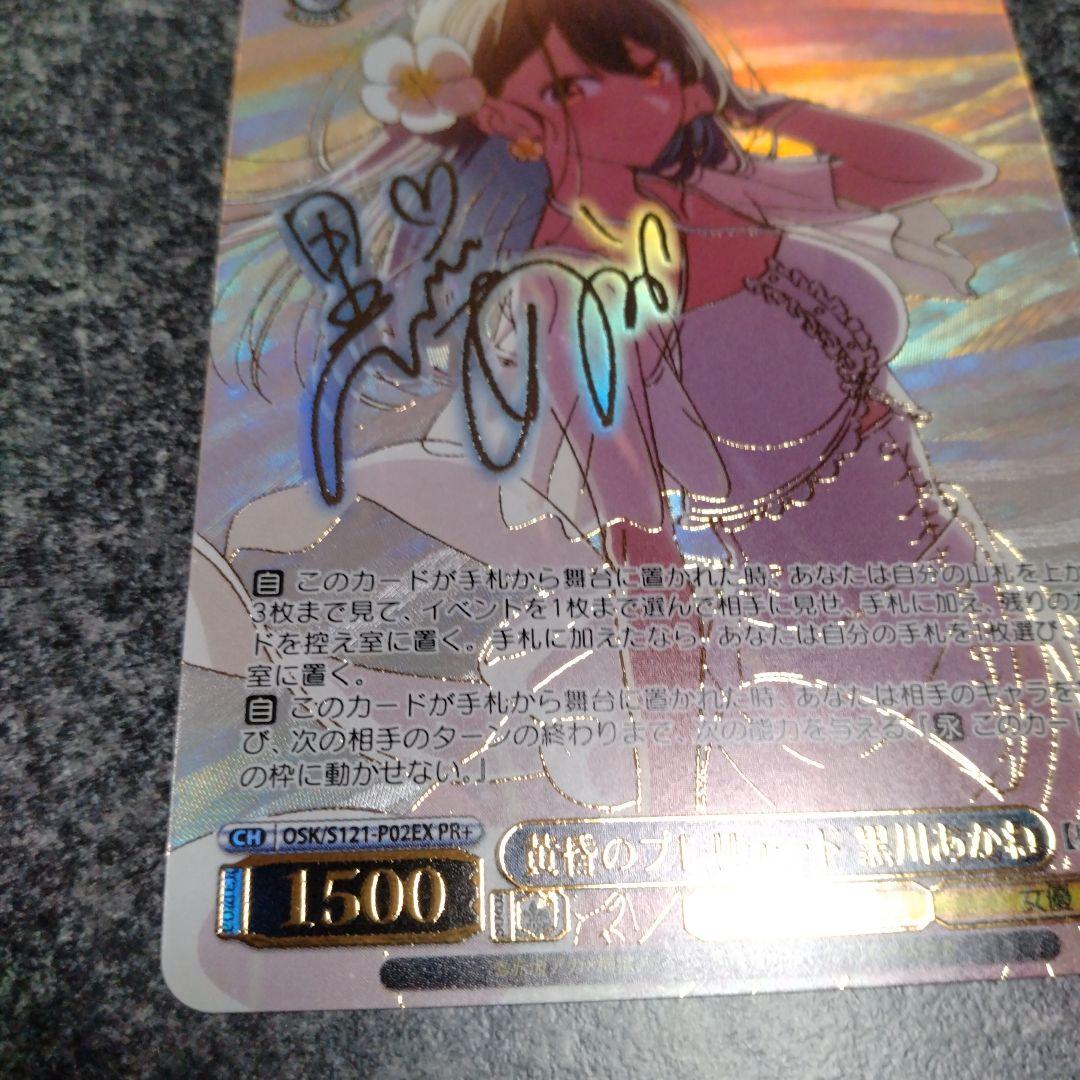 自 このカードが手札から舞台に置かれた時、あなたは自分の山札を上か
3枚まで見て、イベントを1枚まで選んで相手に見せ、手札に加え、残りのカ
ドを控え室に置く。手札に加えたなら、あなたは自分の手札を1枚選び、
室に置く。
自 このカードが手札から舞台に置かれた時、あなたは相手のキャラを
び、次の相手のターンの終わりまで、次の能力を与える。『永 このカード
の枠に動かせない。』
CH OSK/S121-P02EX PR+
黄昏のプレリュード 黒川あかね
1500
女優